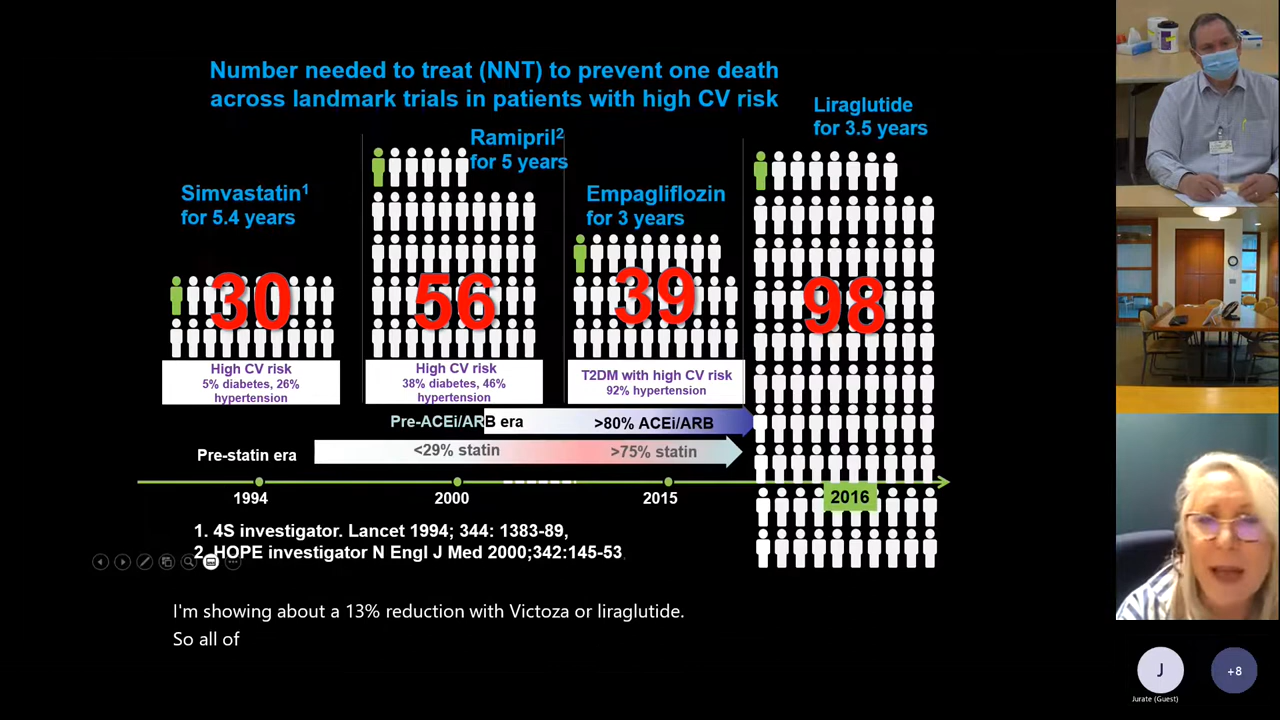 Number needed to treat (NNT) to prevent one death
across landmark trials in patients with high CV risk
Liraglutide
for 3.5 years
Ramipril2
for 5 years
Simvastatin1
for 5.4 years
Empagliflozin
for 3 years
30
56
39
98
High CV risk
5% diabetes, 26%
hypertension
High CV risk
38% diabetes, 46%
hypertension
T2DM with high CV risk
92% hypertension
Pre-ACEi/ARB era
>80% ACEi/ARB
Pre-statin era
<29% statin
>75% statin
1994
2000
2015
2016
1. 4S investigator. Lancet 1994; 344: 1383-89,
2. HOPE investigator N Engl J Med 2000;342:145-53
I'm showing about a 13% reduction with Victoza or liraglutide.
So all of
J
Jurate (Guest)
+8